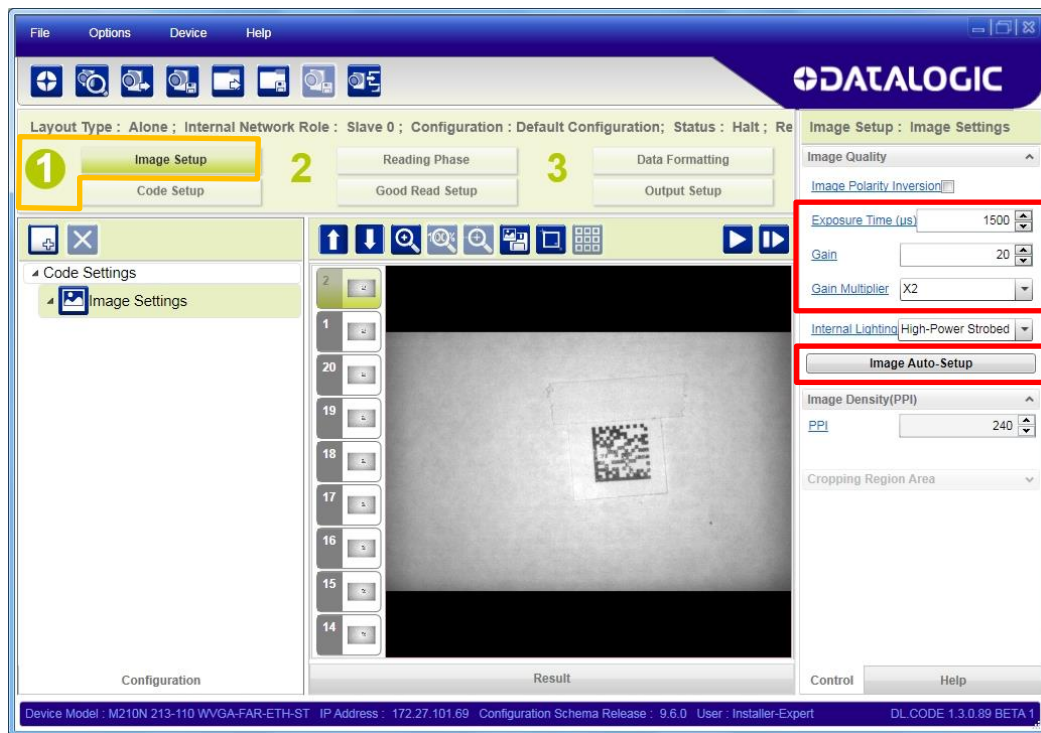 File Options Device Help
DATALOGIC
Layout Type : Alone ; Internal Network Role : Slave 0 ; Configuration : Default Configuration; Status : Halt ; Re
Image Setup : Image Settings
1 Image Setup 2 Reading Phase 3 Data Formatting
Code Setup Good Read Setup Output Setup
Image Quality
Image Polarity Inversion
Exposure Time (µs) 1500
Gain 20
Gain Multiplier X2
Internal Lighting High-Power Strobed
Image Auto-Setup
Image Density(PPI)
PPI 240
Cropping Region Area
Code Settings
Image Settings
2
1
20
19
18
17
16
15
14
Configuration Result Control Help
Device Model : M210N 213-110 WVGA-FAR-ETH-ST IP Address : 172.27.101.69 Configuration Schema Release : 9.6.0 User : Installer-Expert DL.CODE 1.3.0.89 BETA 1